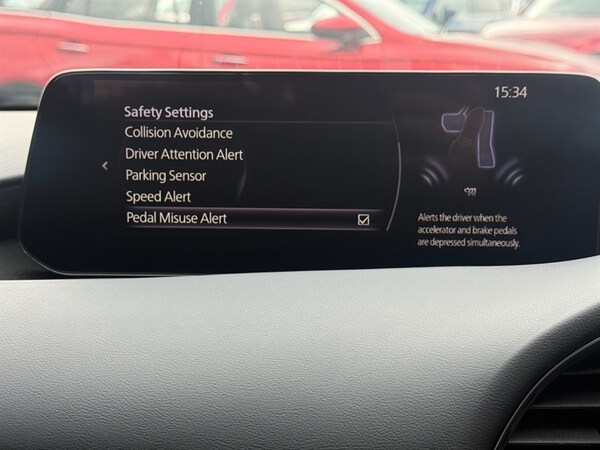 15:34
Safety Settings
Collision Avoidance
Driver Attention Alert
Parking Sensor
Speed Alert
Pedal Misuse Alert
Alerts the driver when the
accelerator and brake pedals
are depressed simultaneously.